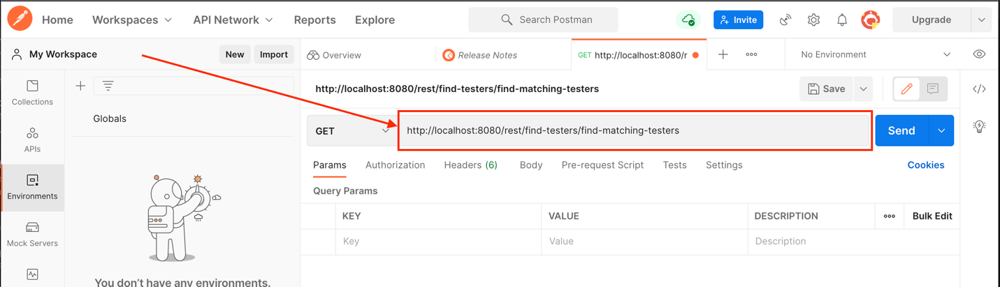 Home Workspaces API Network Reports Explore Search Postman Invite Upgrade
My Workspace New Import
Overview Release Notes GET http://localhost:8080/r No Environment
Collections
APIs
Environments
Mock Servers
Globals
You don't have any environments.
http://localhost:8080/rest/find-testers/find-matching-testers Save
GET http://localhost:8080/rest/find-testers/find-matching-testers Send
Params Authorization Headers (6) Body Pre-request Script Tests Settings Cookies
Query Params
KEY VALUE DESCRIPTION Bulk Edit
Key Value Description